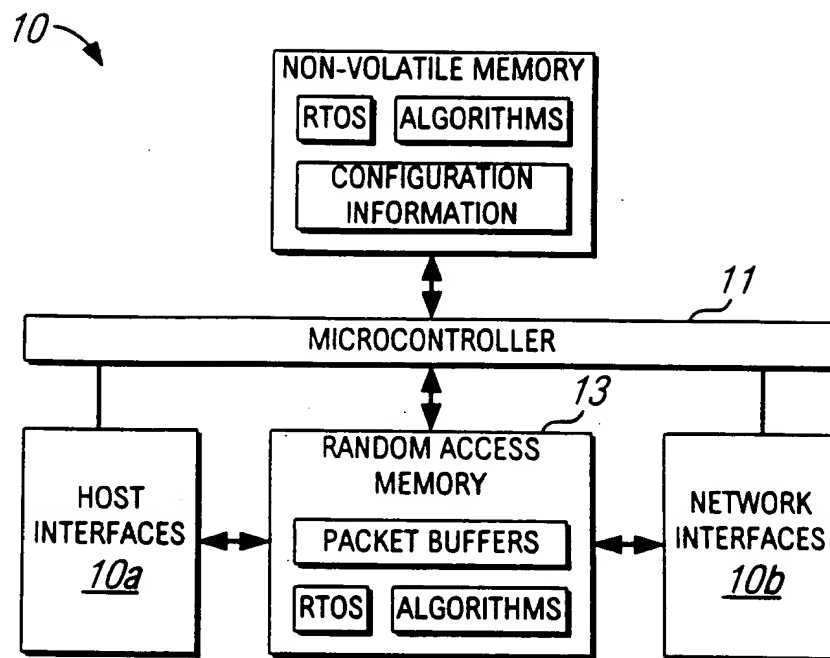 10
NON-VOLATILE MEMORY
RTOS
ALGORITHMS
CONFIGURATION
INFORMATION
11
MICROCONTROLLER
13
HOST
INTERFACES
10a
RANDOM ACCESS
MEMORY
PACKET BUFFERS
RTOS
ALGORITHMS
NETWORK
INTERFACES
10b